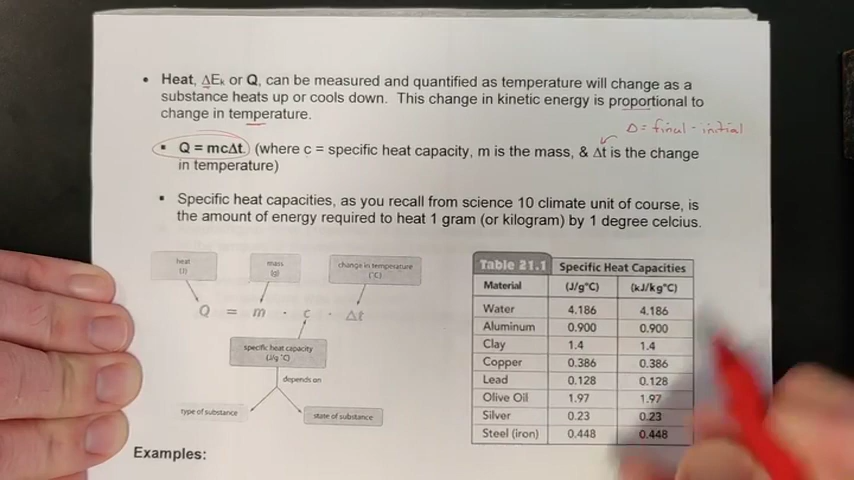 • Heat, ΔEₖ or Q, can be measured and quantified as temperature will change as a
substance heats up or cools down. This change in kinetic energy is proportional to
change in temperature.
Δ = final - initial
▪ Q = mcΔt. (where c = specific heat capacity, m is the mass, & Δt is the change
in temperature)
▪ Specific heat capacities, as you recall from science 10 climate unit of course, is
the amount of energy required to heat 1 gram (or kilogram) by 1 degree celcius.
heat
(J)
mass
(g)
change in temperature
(°C)
Q = m · c · Δt
specific heat capacity
(J/g °C)
depends on
type of substance
state of substance
Table 21.1 Specific Heat Capacities
Material (J/g°C) (kJ/kg°C)
Water 4.186 4.186
Aluminum 0.900 0.900
Clay 1.4 1.4
Copper 0.386 0.386
Lead 0.128 0.128
Olive Oil 1.97 1.97
Silver 0.23 0.23
Steel (iron) 0.448 0.448
Examples: